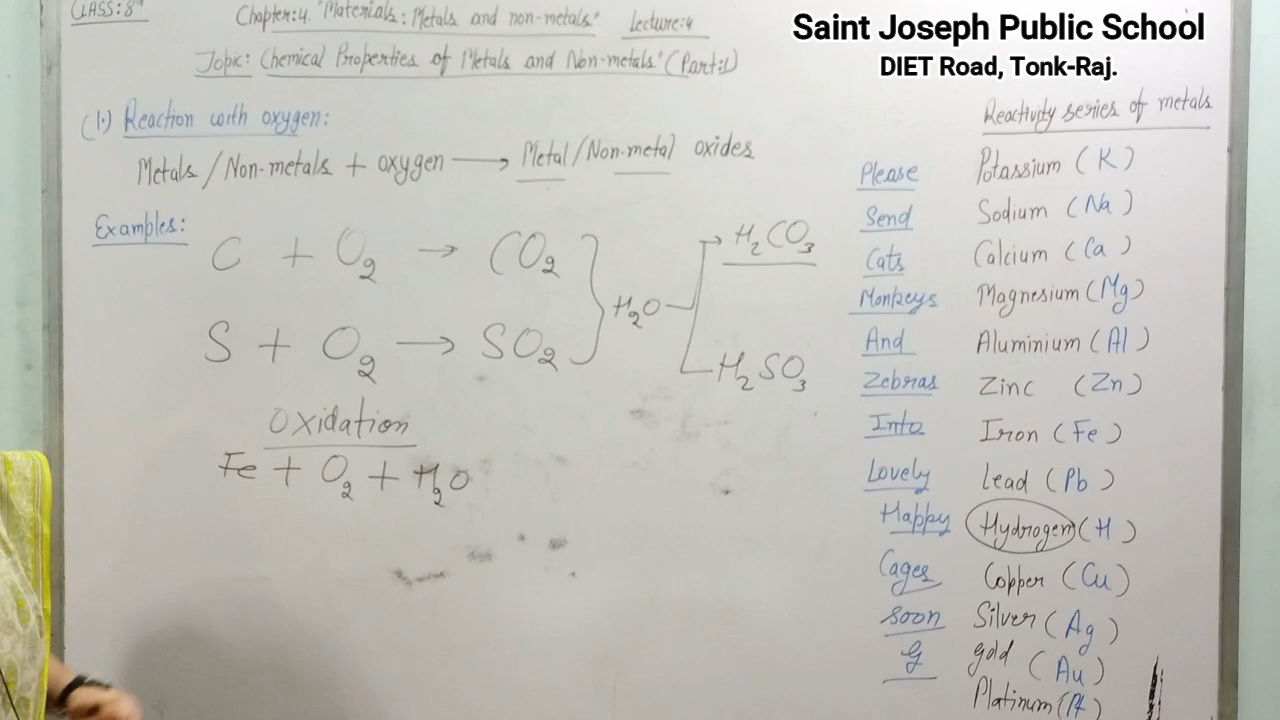 CLASS: 8th
Chapter:4. "Materials: Metals and non-metals." Lecture:4
Saint Joseph Public School
DIET Road, Tonk-Raj.
Topic: Chemical Properties of Metals and Non-metals." (Part:1)
(1.) Reaction with oxygen:
Metals / Non-metals + oxygen → Metal / Non-metal oxides
Examples:
C + O₂ → CO₂
S + O₂ → SO₂
} H₂O
H₂CO₃
H₂SO₃
Oxidation
Fe + O₂ + H₂O
Reactivity series of metals
Please Potassium (K)
Send Sodium (Na)
Cats Calcium (Ca)
Monkeys Magnesium (Mg)
And Aluminium (Al)
Zebras Zinc (Zn)
Into Iron (Fe)
Lovely Lead (Pb)
Happy Hydrogen (H)
Cages Copper (Cu)
soon Silver (Ag)
G gold (Au)
Platinum (Pt)